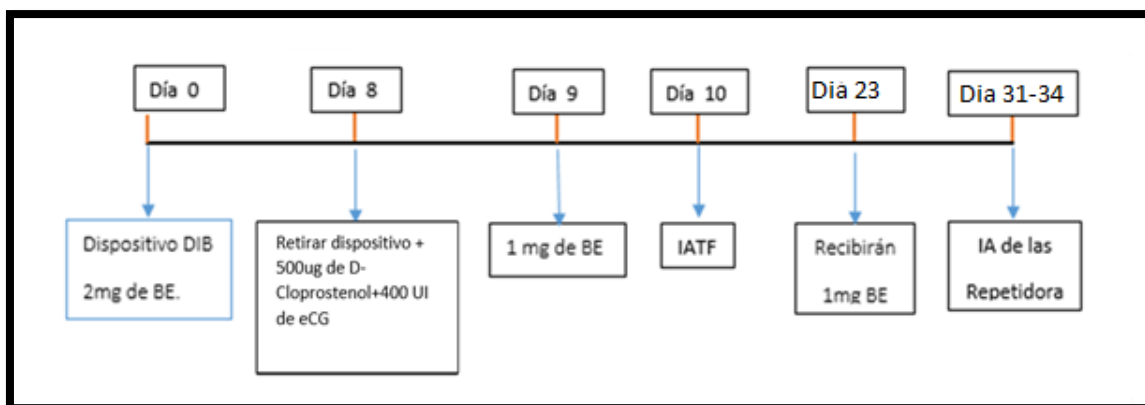 Día 0
Día 8
Día 9
Día 10
Dià 23
Dia 31-34
Dispositivo DIB
2mg de BE.
Retirar dispositivo +
500ug de D-
Cloprostenol+400 UI
de eCG
1 mg de BE
IATF
Recibirán
1mg BE
IA de las
Repetidora